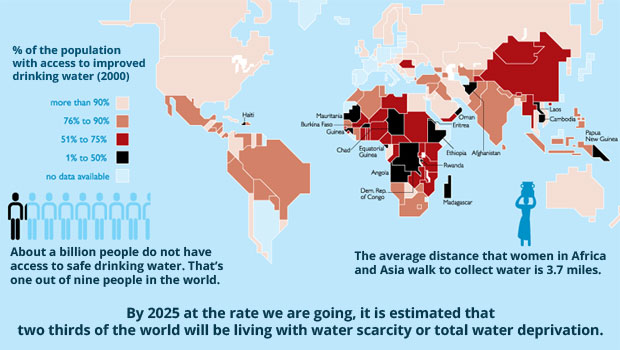 % of the population
with access to improved
drinking water (2000)
more than 90%
76% to 90%
51% to 75%
1% to 50%
no data available
Haiti
Mauritania
Burkina Faso
Guinea
Chad
Equatorial
Guinea
Angola
Dem. Rep.
of Congo
Madagascar
Rwanda
Ethiopia
Eritrea
Oman
Afghanistan
Laos
Cambodia
Papua
New Guinea
About a billion people do not have
access to safe drinking water. That's
one out of nine people in the world.
The average distance that women in Africa
and Asia walk to collect water is 3.7 miles.
By 2025 at the rate we are going, it is estimated that
two thirds of the world will be living with water scarcity or total water deprivation.